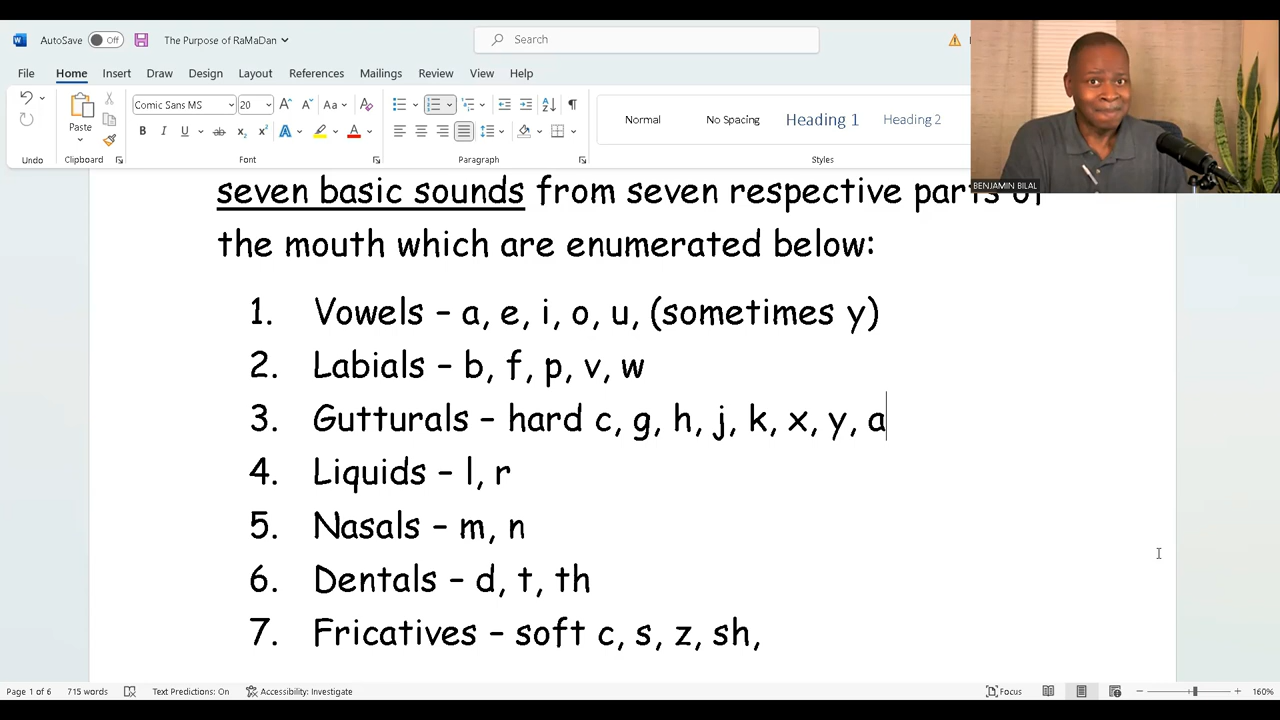 AutoSave Off The Purpose of RaMaDan Search
File Home Insert Draw Design Layout References Mailings Review View Help
Comic Sans MS 20 Aa
Paste
B I U ab x₂ x² A A
Normal No Spacing Heading 1 Heading 2
Undo Clipboard Font Paragraph Styles
BENJAMIN BILAL
seven basic sounds from seven respective parts of
the mouth which are enumerated below:
1. Vowels – a, e, i, o, u, (sometimes y)
2. Labials – b, f, p, v, w
3. Gutturals – hard c, g, h, j, k, x, y, a
4. Liquids – l, r
5. Nasals – m, n
6. Dentals – d, t, th
7. Fricatives – soft c, s, z, sh,
Page 1 of 6 715 words Text Predictions: On Accessibility: Investigate Focus 160%